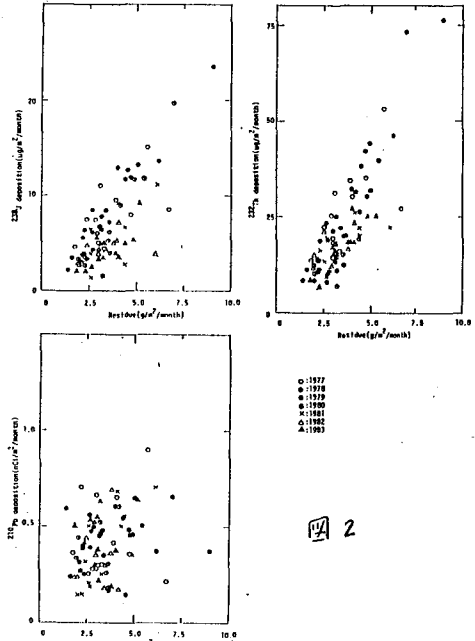 238U deposition(ug/m²/month)
20
10
0
0 2.5 5.0 7.5 10.0
Residue(g/m²/month)
232Th deposition(ug/m²/month)
75
50
25
0
0 2.5 5.0 7.5 10.0
Residue(g/m²/month)
210Pb deposition(nCi/m²/month)
1.0
0.5
0
0 2.5 5.0 7.5 10.0
○:1977
●:1978
●:1979
●:1980
×:1981
△:1982
▲:1983
図 2